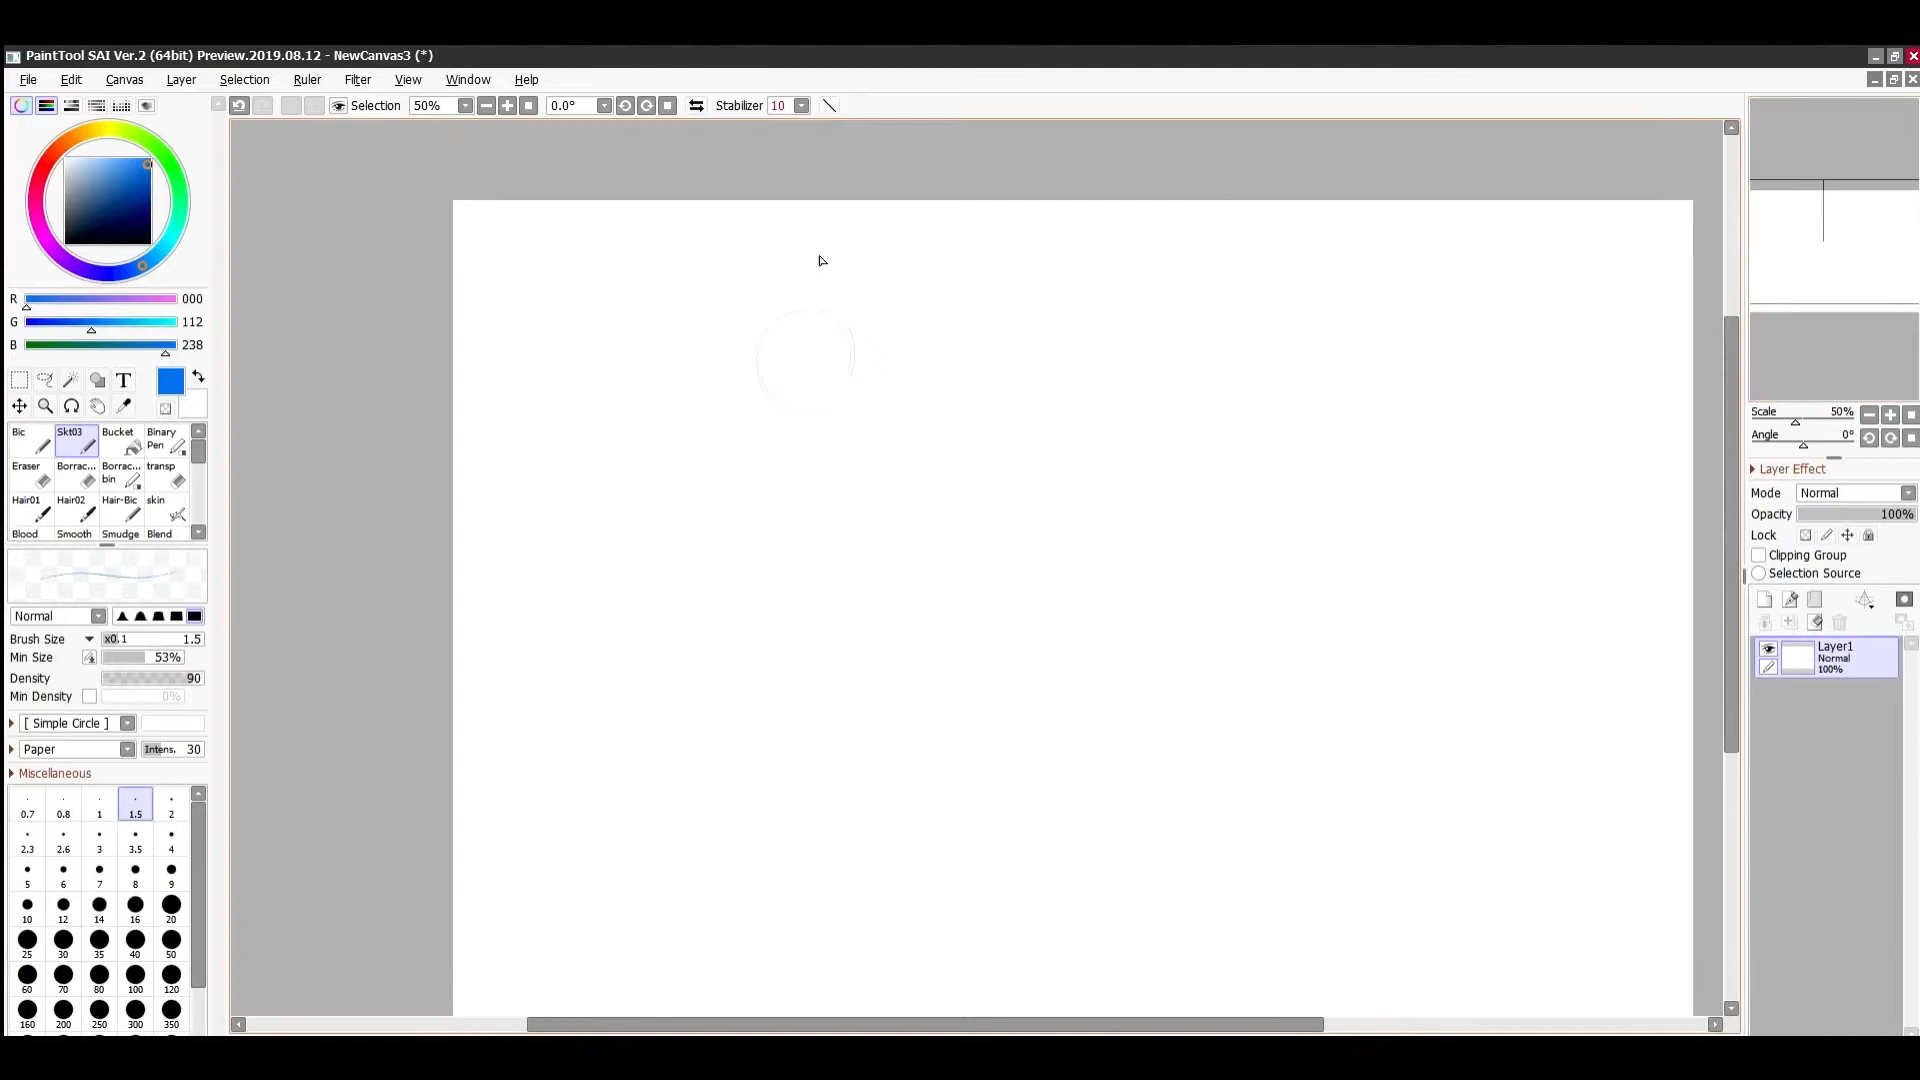 PaintTool SAI Ver.2 (64bit) Preview.2019.08.12 - NewCanvas3 (*)
File Edit Canvas Layer Selection Ruler Filter View Window Help
Selection 50% 0.0° Stabilizer 10
R 000
G 112
B 238
T
Bic Skt03 Bucket Binary Pen
Eraser Borrac... Borrac... bin transp
Hair01 Hair02 Hair-Bic skin
Blood Smooth Smudge Blend
Normal
Brush Size x0.1 1.5
Min Size 53%
Density 90
Min Density 0%
[ Simple Circle ]
Paper Intens. 30
Miscellaneous
0.7 0.8 1 1.5 2
2.3 2.6 3 3.5 4
5 6 7 8 9
10 12 14 16 20
25 30 35 40 50
60 70 80 100 120
160 200 250 300 350
Scale 50%
Angle 0°
Layer Effect
Mode Normal
Opacity 100%
Lock
Clipping Group
Selection Source
Layer1
Normal
100%